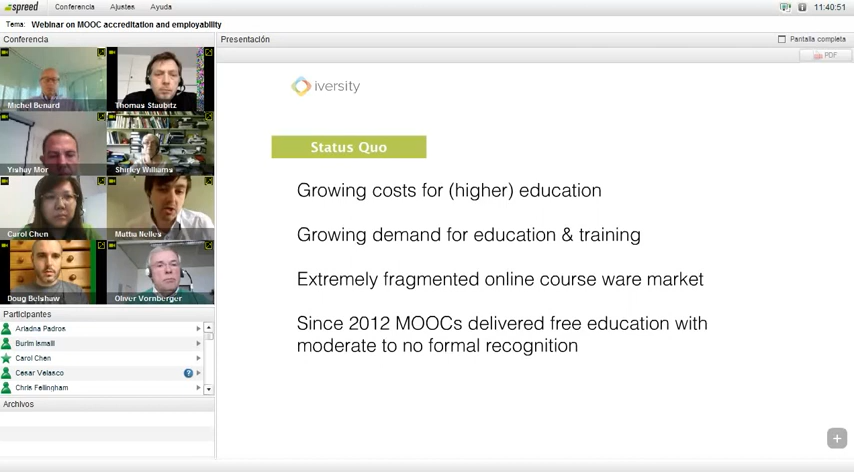 spreed
Conferencia Ajustes Ayuda
11:40:51
Tema: Webinar on MOOC accreditation and employability
Conferencia
Michel Benard
Thomas Staubitz
Yishay Mor
Shirley Williams
Carol Chen
Mattia Nelles
Doug Belshaw
Oliver Vornberger
Participantes
Ariadna Padros
Burim Ismaili
Carol Chen
Cesar Velasco
Chris Fellingham
Archivos
Presentación
Pantalla completa
PDF
iversity
Status Quo
Growing costs for (higher) education
Growing demand for education & training
Extremely fragmented online course ware market
Since 2012 MOOCs delivered free education with
moderate to no formal recognition